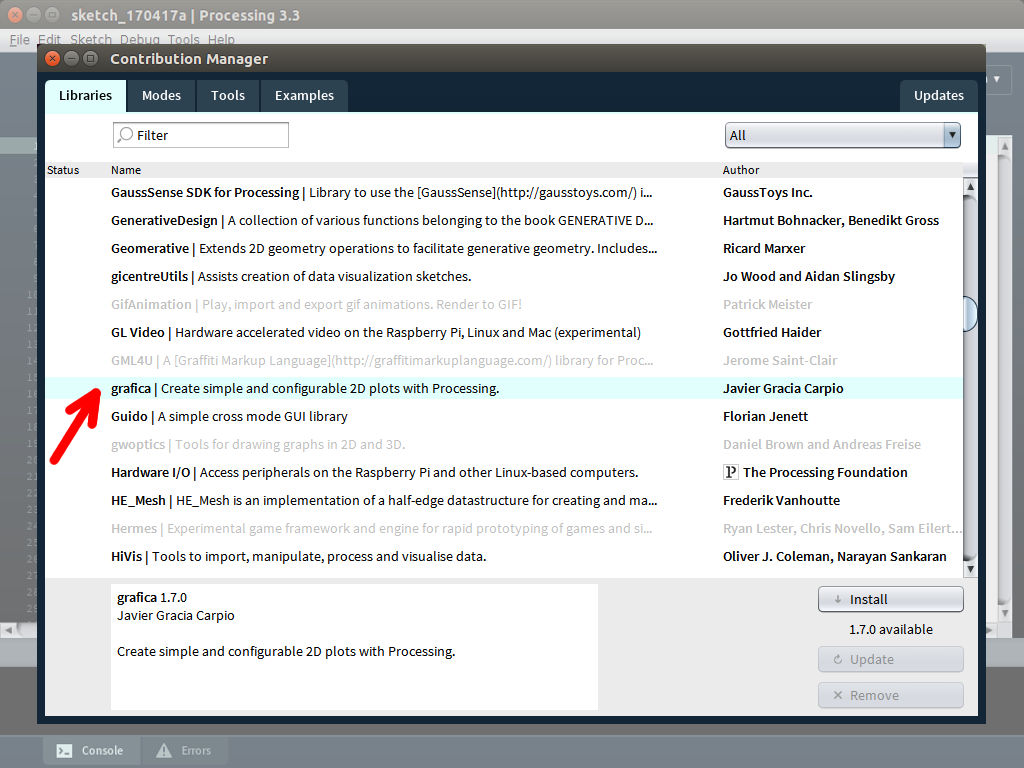 sketch_170417a | Processing 3.3
File Edit Sketch Debug Tools Help
Contribution Manager
Libraries Modes Tools Examples Updates
Filter All
Status Name Author
GaussSense SDK for Processing | Library to use the [GaussSense](http://gausstoys.com/) i... GaussToys Inc.
GenerativeDesign | A collection of various functions belonging to the book GENERATIVE D... Hartmut Bohnacker, Benedikt Gross
Geomerative | Extends 2D geometry operations to facilitate generative geometry. Includes... Ricard Marxer
gicentreUtils | Assists creation of data visualization sketches. Jo Wood and Aidan Slingsby
GifAnimation | Play, import and export gif animations. Render to GIF! Patrick Meister
GL Video | Hardware accelerated video on the Raspberry Pi, Linux and Mac (experimental) Gottfried Haider
GML4U | A [Graffiti Markup Language](http://graffitimarkuplanguage.com/) library for Proc... Jerome Saint-Clair
grafica | Create simple and configurable 2D plots with Processing. Javier Gracia Carpio
Guido | A simple cross mode GUI library Florian Jenett
gwoptics | Tools for drawing graphs in 2D and 3D. Daniel Brown and Andreas Freise
Hardware I/O | Access peripherals on the Raspberry Pi and other Linux-based computers. The Processing Foundation
HE_Mesh | HE_Mesh is an implementation of a half-edge datastructure for creating and ma... Frederik Vanhoutte
Hermes | Experimental game framework and engine for rapid prototyping of games and si... Ryan Lester, Chris Novello, Sam Eilert...
HiVis | Tools to import, manipulate, process and visualise data. Oliver J. Coleman, Narayan Sankaran
grafica 1.7.0
Javier Gracia Carpio
Create simple and configurable 2D plots with Processing.
Install
1.7.0 available
Update
Remove
Console Errors